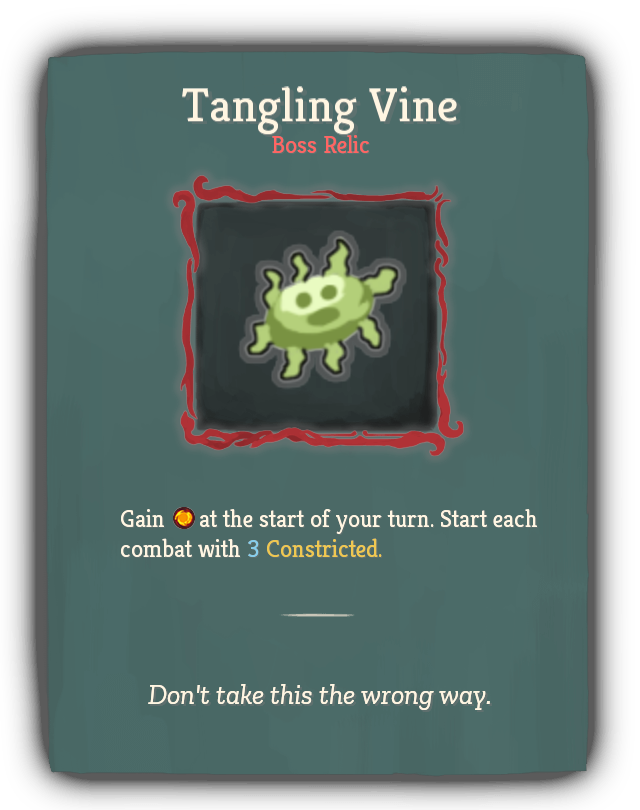 Tangling Vine
Boss Relic
Gain at the start of your turn. Start each
combat with 3 Constricted.
Don't take this the wrong way.